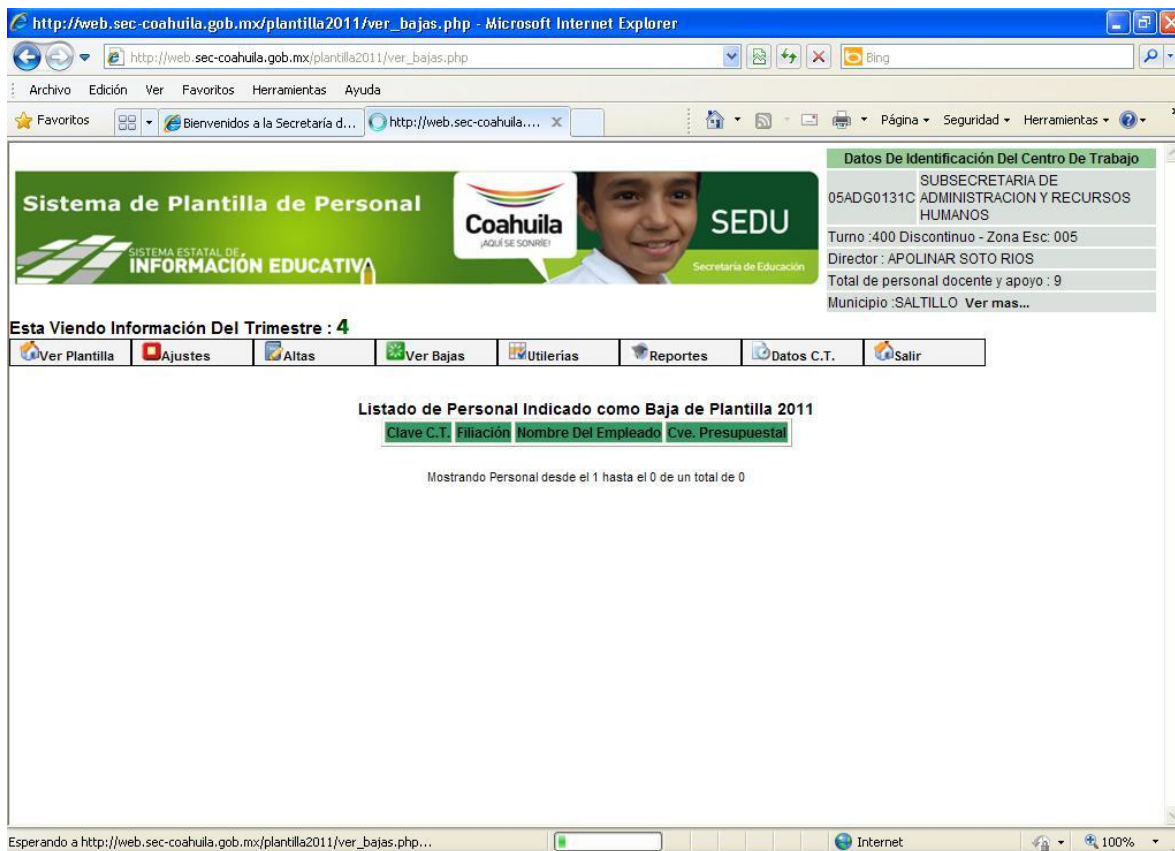 http://web.sec-coahuila.gob.mx/plantilla2011/ver_bajas.php - Microsoft Internet Explorer
http://web.sec-coahuila.gob.mx/plantilla2011/ver_bajas.php
Bing
Archivo Edición Ver Favoritos Herramientas Ayuda
Favoritos
Bienvenidos a la Secretaría d...
http://web.sec-coahuila....
Página
Seguridad
Herramientas
Sistema de Plantilla de Personal
SISTEMA ESTATAL DE
INFORMACIÓN EDUCATIVA
Coahuila
¡AQUÍ SE SONRÍE!
SEDU
Secretaría de Educación
Datos De Identificación Del Centro De Trabajo
05ADG0131C
SUBSECRETARIA DE
ADMINISTRACION Y RECURSOS
HUMANOS
Turno :400 Discontinuo - Zona Esc: 005
Director : APOLINAR SOTO RIOS
Total de personal docente y apoyo : 9
Municipio :SALTILLO Ver mas...
Esta Viendo Información Del Trimestre : 4
Ver Plantilla Ajustes Altas Ver Bajas Utilerías Reportes Datos C.T. Salir
Listado de Personal Indicado como Baja de Plantilla 2011
Clave C.T. Filiación Nombre Del Empleado Cve. Presupuestal
Mostrando Personal desde el 1 hasta el 0 de un total de 0
Esperando a http://web.sec-coahuila.gob.mx/plantilla2011/ver_bajas.php...
Internet
100%